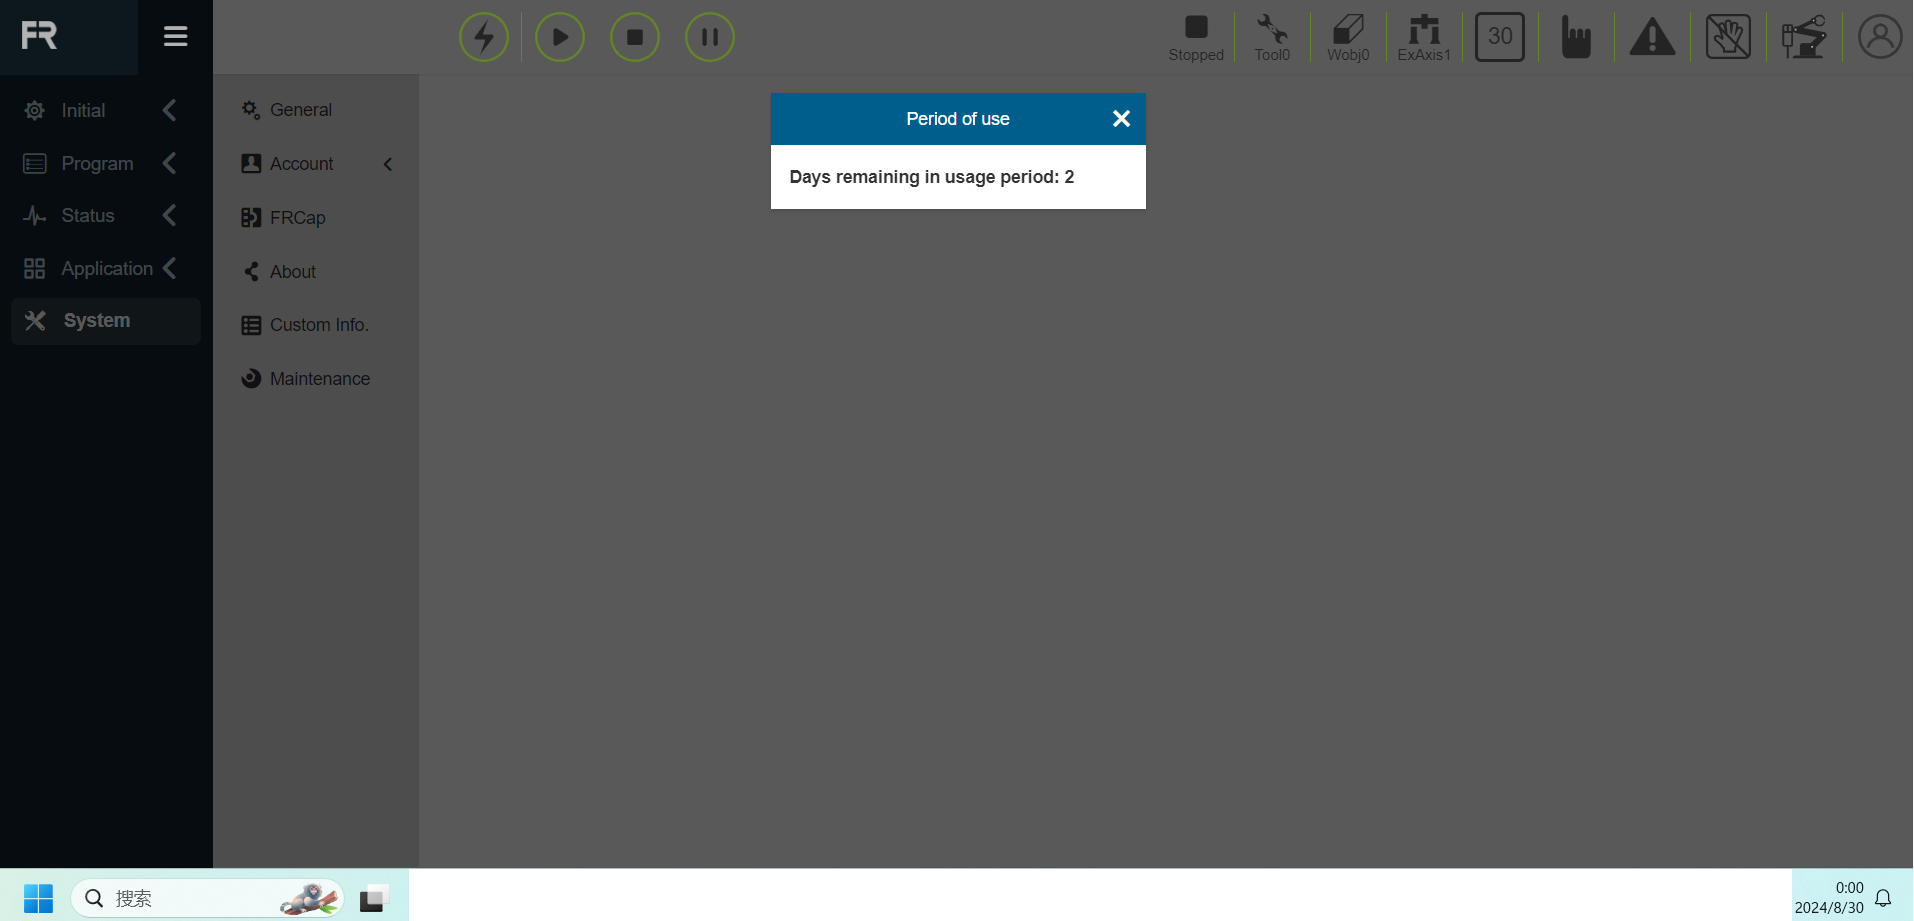 FR
Stopped
Tool0
Wobj0
ExAxis1
30
Initial
Program
Status
Application
System
General
Account
FRCap
About
Custom Info.
Maintenance
Period of use
Days remaining in usage period: 2
搜索
0:00
2024/8/30